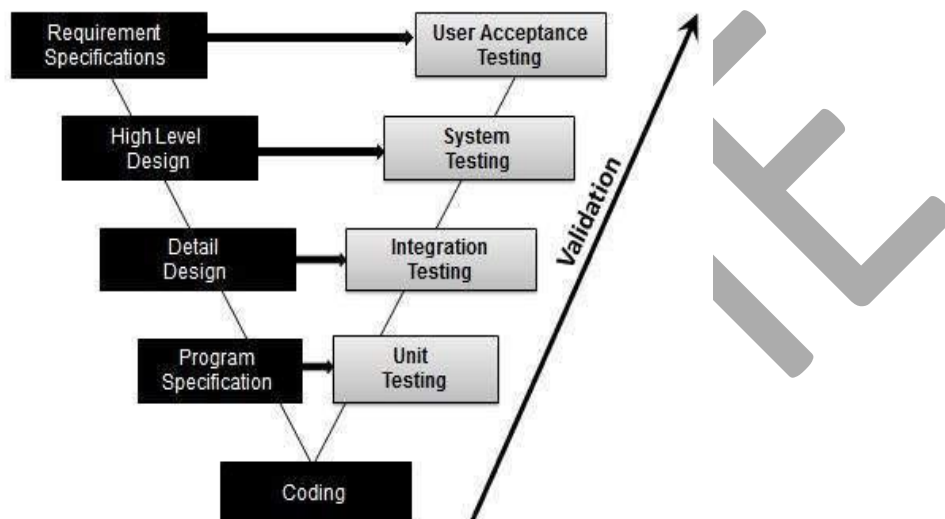 Requirement
Specifications
User Acceptance
Testing
High Level
Design
System
Testing
Detail
Design
Integration
Testing
Program
Specification
Unit
Testing
Coding
Validation